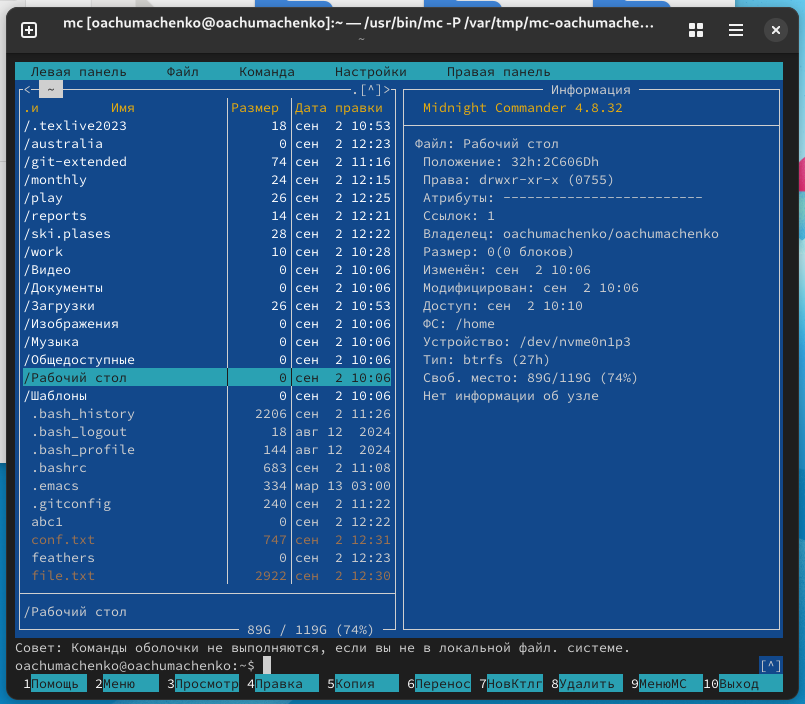 mc [oachumachenko@oachumachenko]:~ — /usr/bin/mc -P /var/tmp/mc-oachumache…
~
Левая панель Файл Команда Настройки Правая панель
<─ ~ .[^]>
.и Имя Размер Дата правки
/.texlive2023 18 сен 2 10:53
/australia 0 сен 2 12:23
/git-extended 74 сен 2 11:16
/monthly 24 сен 2 12:15
/play 26 сен 2 12:25
/reports 14 сен 2 12:21
/ski.plases 28 сен 2 12:22
/work 10 сен 2 10:28
/Видео 0 сен 2 10:06
/Документы 0 сен 2 10:06
/Загрузки 26 сен 2 10:53
/Изображения 0 сен 2 10:06
/Музыка 0 сен 2 10:06
/Общедоступные 0 сен 2 10:06
/Рабочий стол 0 сен 2 10:06
/Шаблоны 0 сен 2 10:06
.bash_history 2206 сен 2 11:26
.bash_logout 18 авг 12 2024
.bash_profile 144 авг 12 2024
.bashrc 683 сен 2 11:08
.emacs 334 мар 13 03:00
.gitconfig 240 сен 2 11:22
abc1 0 сен 2 12:22
conf.txt 747 сен 2 12:31
feathers 0 сен 2 12:23
file.txt 2922 сен 2 12:30
/Рабочий стол
89G / 119G (74%)
Информация
Midnight Commander 4.8.32
Файл: Рабочий стол
Положение: 32h:2C606Dh
Права: drwxr-xr-x (0755)
Атрибуты: -------------------------
Ссылок: 1
Владелец: oachumachenko/oachumachenko
Размер: 0(0 блоков)
Изменён: сен 2 10:06
Модифицирован: сен 2 10:06
Доступ: сен 2 10:10
ФС: /home
Устройство: /dev/nvme0n1p3
Тип: btrfs (27h)
Своб. место: 89G/119G (74%)
Нет информации об узле
Совет: Команды оболочки не выполняются, если вы не в локальной файл. системе.
oachumachenko@oachumachenko:~$ [^]
1Помощь 2Меню 3Просмотр 4Правка 5Копия 6Перенос 7НовКтлг 8Удалить 9МенюМС 10Выход